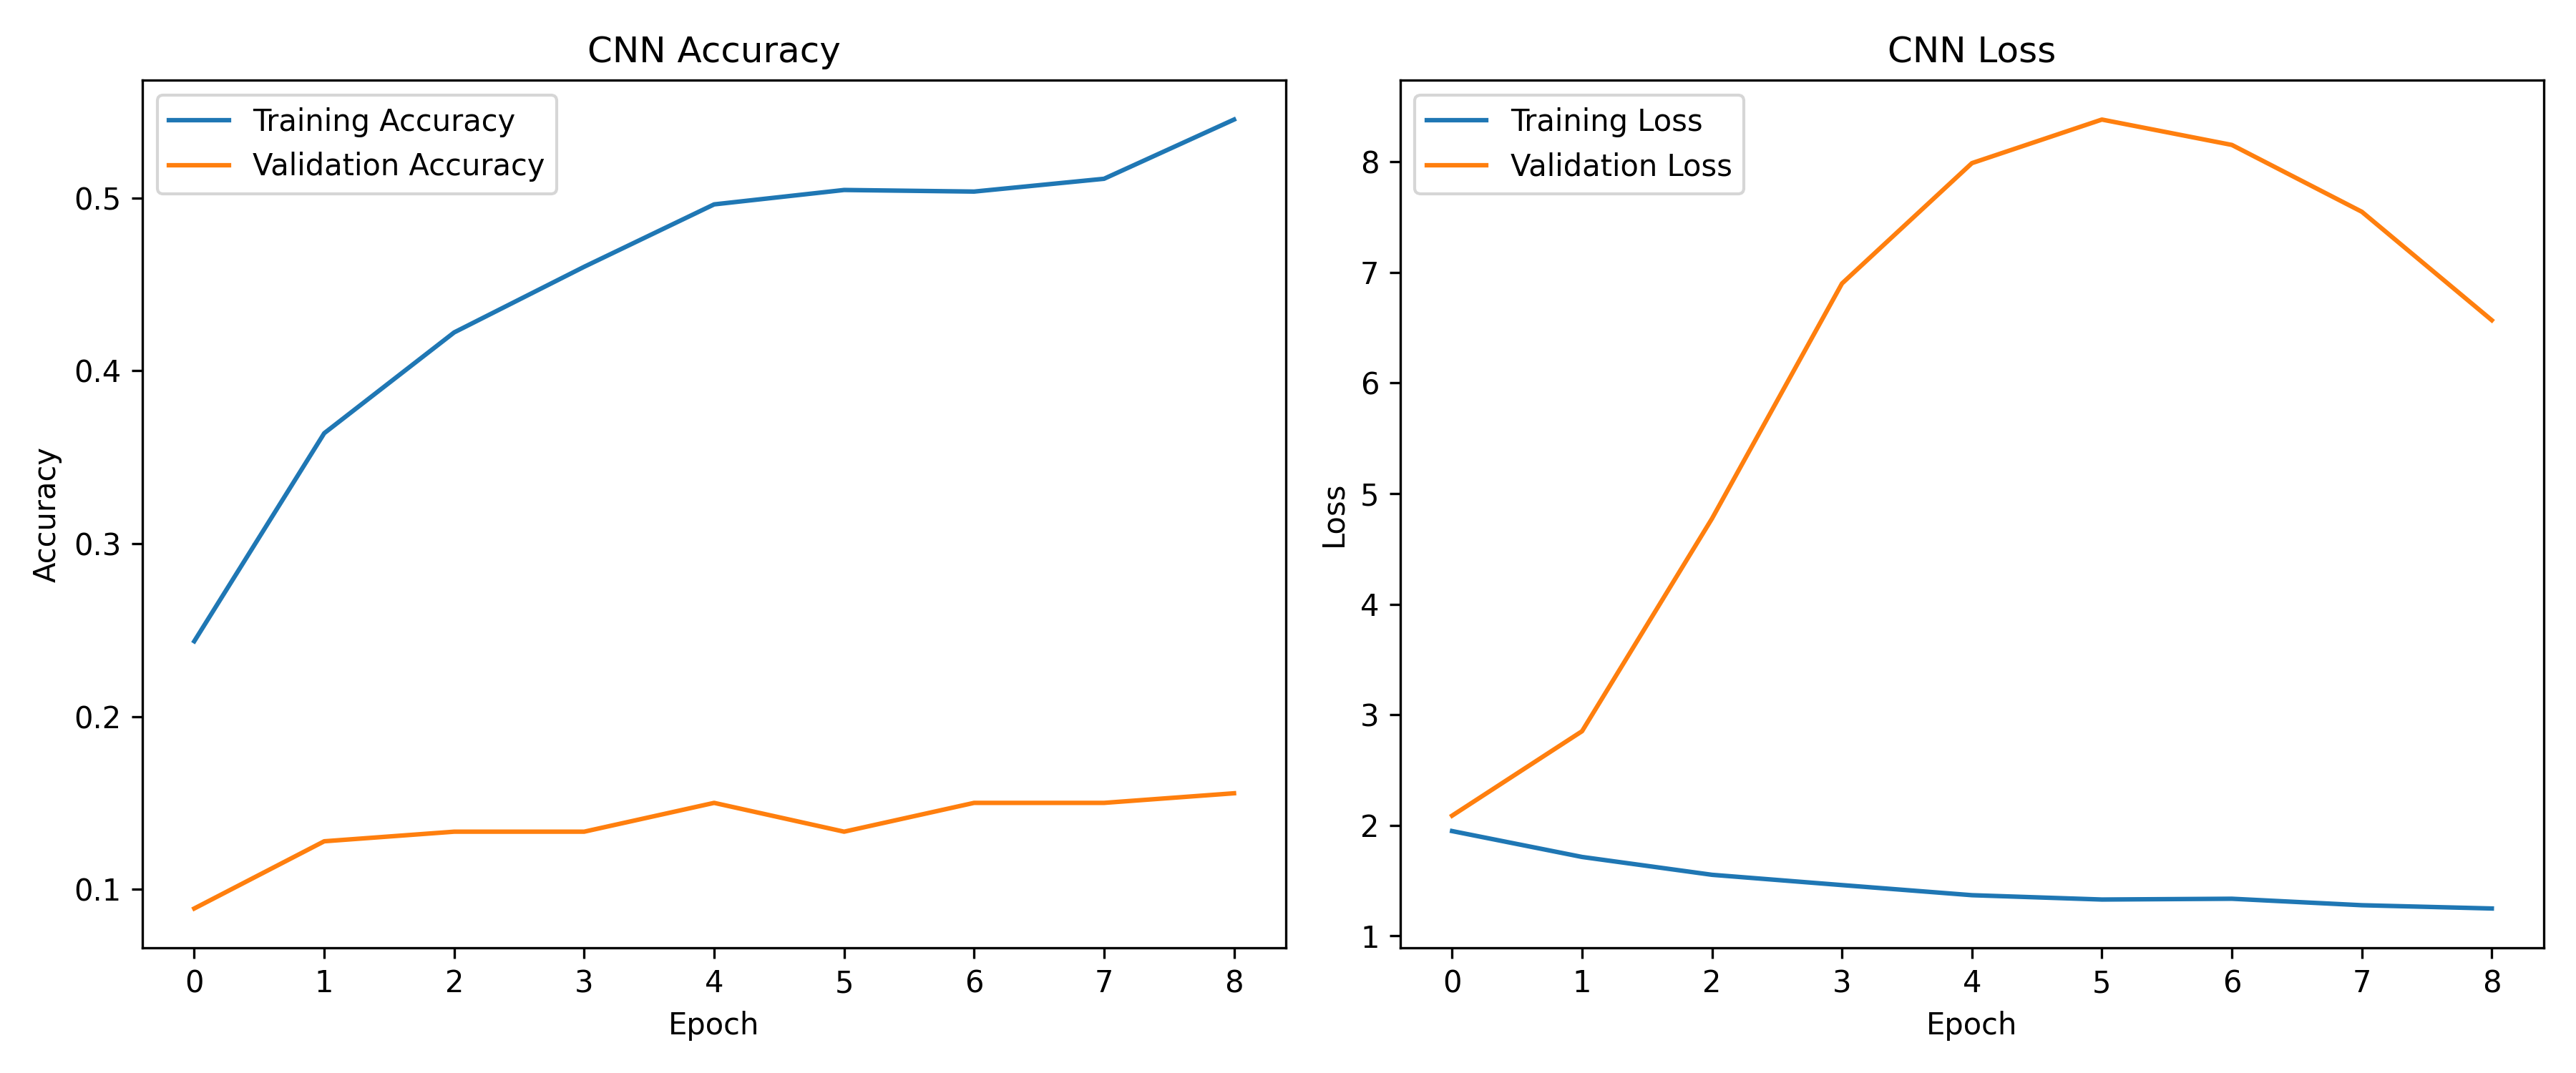 CNN Accuracy
Training Accuracy
Validation Accuracy
0.5
0.4
0.3
0.2
0.1
Accuracy
0 1 2 3 4 5 6 7 8
Epoch
CNN Loss
Training Loss
Validation Loss
8
7
6
5
4
3
2
1
Loss
0 1 2 3 4 5 6 7 8
Epoch